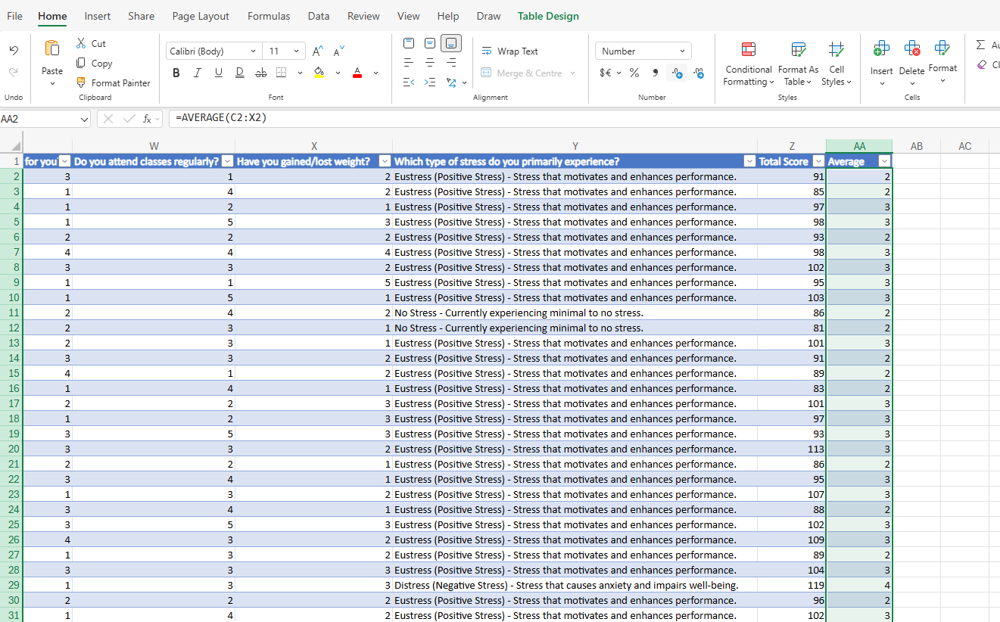 File Home Insert Share Page Layout Formulas Data Review View Help Draw Table Design
Cut
Copy
Paste
Format Painter
Undo
Clipboard
Calibri (Body) 11
A^ A˅
B I U D ab A
Font
Wrap Text
Merge & Centre
Alignment
Number
$€ % 9
Number
Conditional Formatting
Format As Table
Cell Styles
Styles
Insert Delete Format
Cells
AA2 fx =AVERAGE(C2:X2)
W X Y Z AA AB AC
1 for you? Do you attend classes regularly? Have you gained/lost weight? Which type of stress do you primarily experience? Total Score Average
2 3 1 2 Eustress (Positive Stress) - Stress that motivates and enhances performance. 91 2
3 1 4 2 Eustress (Positive Stress) - Stress that motivates and enhances performance. 85 2
4 1 2 1 Eustress (Positive Stress) - Stress that motivates and enhances performance. 97 3
5 1 5 3 Eustress (Positive Stress) - Stress that motivates and enhances performance. 98 3
6 2 2 2 Eustress (Positive Stress) - Stress that motivates and enhances performance. 93 2
7 4 4 4 Eustress (Positive Stress) - Stress that motivates and enhances performance. 98 3
8 3 3 2 Eustress (Positive Stress) - Stress that motivates and enhances performance. 102 3
9 1 1 5 Eustress (Positive Stress) - Stress that motivates and enhances performance. 95 3
10 1 5 1 Eustress (Positive Stress) - Stress that motivates and enhances performance. 103 3
11 2 4 2 No Stress - Currently experiencing minimal to no stress. 86 2
12 2 3 1 No Stress - Currently experiencing minimal to no stress. 81 2
13 2 3 1 Eustress (Positive Stress) - Stress that motivates and enhances performance. 101 3
14 3 3 2 Eustress (Positive Stress) - Stress that motivates and enhances performance. 91 2
15 4 1 2 Eustress (Positive Stress) - Stress that motivates and enhances performance. 89 2
16 1 4 1 Eustress (Positive Stress) - Stress that motivates and enhances performance. 83 2
17 2 2 3 Eustress (Positive Stress) - Stress that motivates and enhances performance. 101 3
18 1 2 3 Eustress (Positive Stress) - Stress that motivates and enhances performance. 97 3
19 3 5 3 Eustress (Positive Stress) - Stress that motivates and enhances performance. 93 3
20 3 3 2 Eustress (Positive Stress) - Stress that motivates and enhances performance. 113 3
21 2 2 1 Eustress (Positive Stress) - Stress that motivates and enhances performance. 86 2
22 3 4 1 Eustress (Positive Stress) - Stress that motivates and enhances performance. 95 3
23 1 3 2 Eustress (Positive Stress) - Stress that motivates and enhances performance. 107 3
24 3 4 1 Eustress (Positive Stress) - Stress that motivates and enhances performance. 88 2
25 3 5 3 Eustress (Positive Stress) - Stress that motivates and enhances performance. 102 3
26 4 3 2 Eustress (Positive Stress) - Stress that motivates and enhances performance. 109 3
27 1 3 2 Eustress (Positive Stress) - Stress that motivates and enhances performance. 89 2
28 3 3 3 Eustress (Positive Stress) - Stress that motivates and enhances performance. 104 3
29 1 3 3 Distress (Negative Stress) - Stress that causes anxiety and impairs well-being. 119 4
30 2 2 2 Eustress (Positive Stress) - Stress that motivates and enhances performance. 96 2
31 1 4 2 Eustress (Positive Stress) - Stress that motivates and enhances performance. 102 3